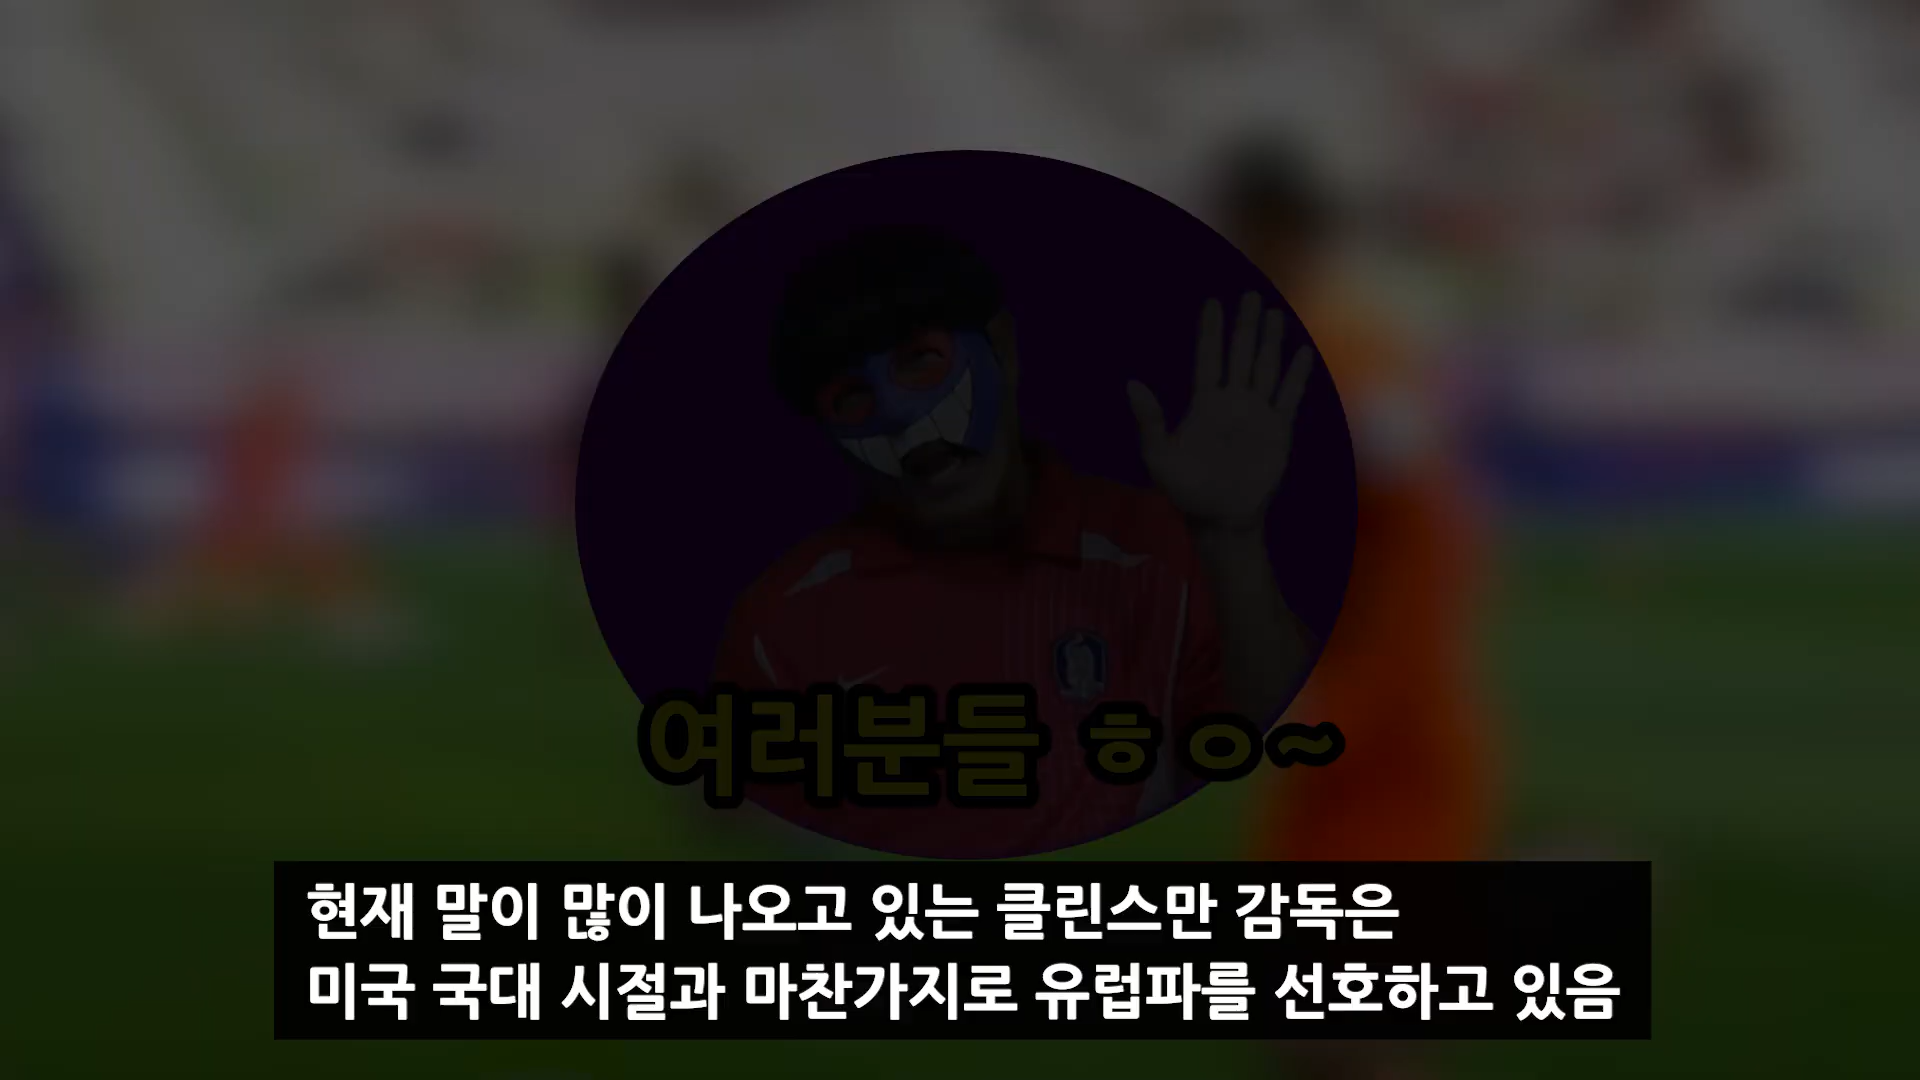 여러분들 ㅎㅇ~
현재 말이 많이 나오고 있는 클린스만 감독은
미국 국대 시절과 마찬가지로 유럽파를 선호하고 있음